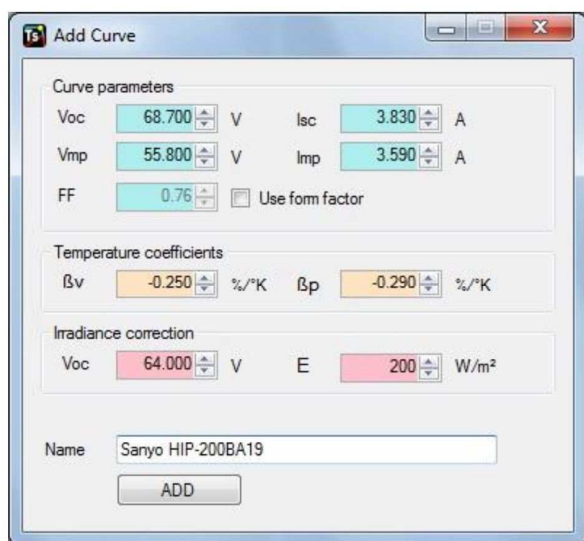 Ts Add Curve
Curve parameters
Voc 68.700 V Isc 3.830 A
Vmp 55.800 V Imp 3.590 A
FF 0.76 Use form factor
Temperature coefficients
ßv -0.250 %/°K ßp -0.290 %/°K
Irradiance correction
Voc 64.000 V E 200 W/m²
Name Sanyo HIP-200BA19
ADD